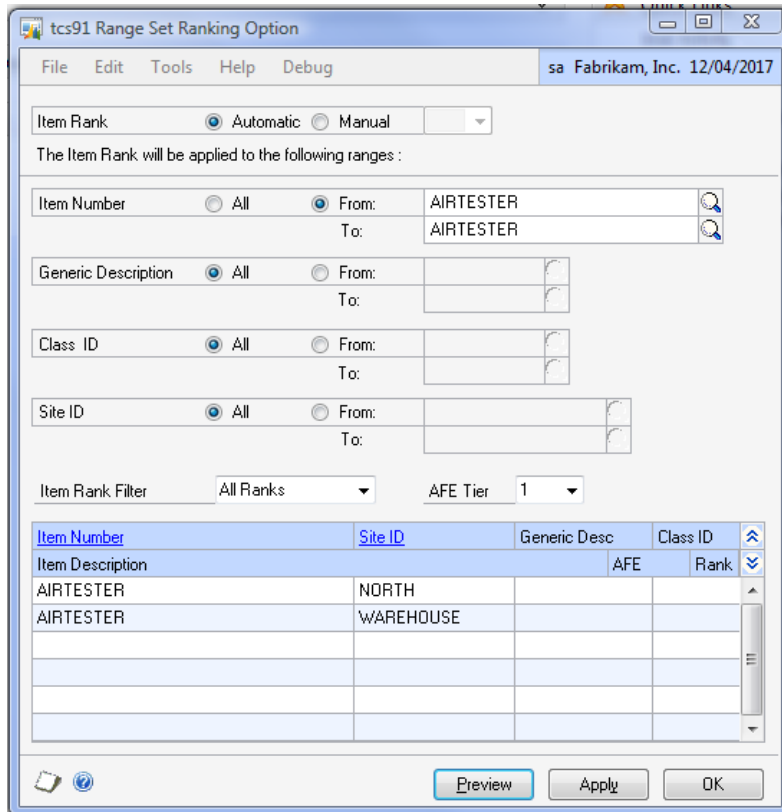 Quick Links
tcs91 Range Set Ranking Option
File Edit Tools Help Debug sa Fabrikam, Inc. 12/04/2017
Item Rank Automatic Manual
The Item Rank will be applied to the following ranges :
Item Number All From: AIRTESTER
To: AIRTESTER
Generic Description All From:
To:
Class ID All From:
To:
Site ID All From:
To:
Item Rank Filter All Ranks AFE Tier 1
Item Number Site ID Generic Desc Class ID
Item Description AFE Rank
AIRTESTER NORTH
AIRTESTER WAREHOUSE
Preview Apply OK